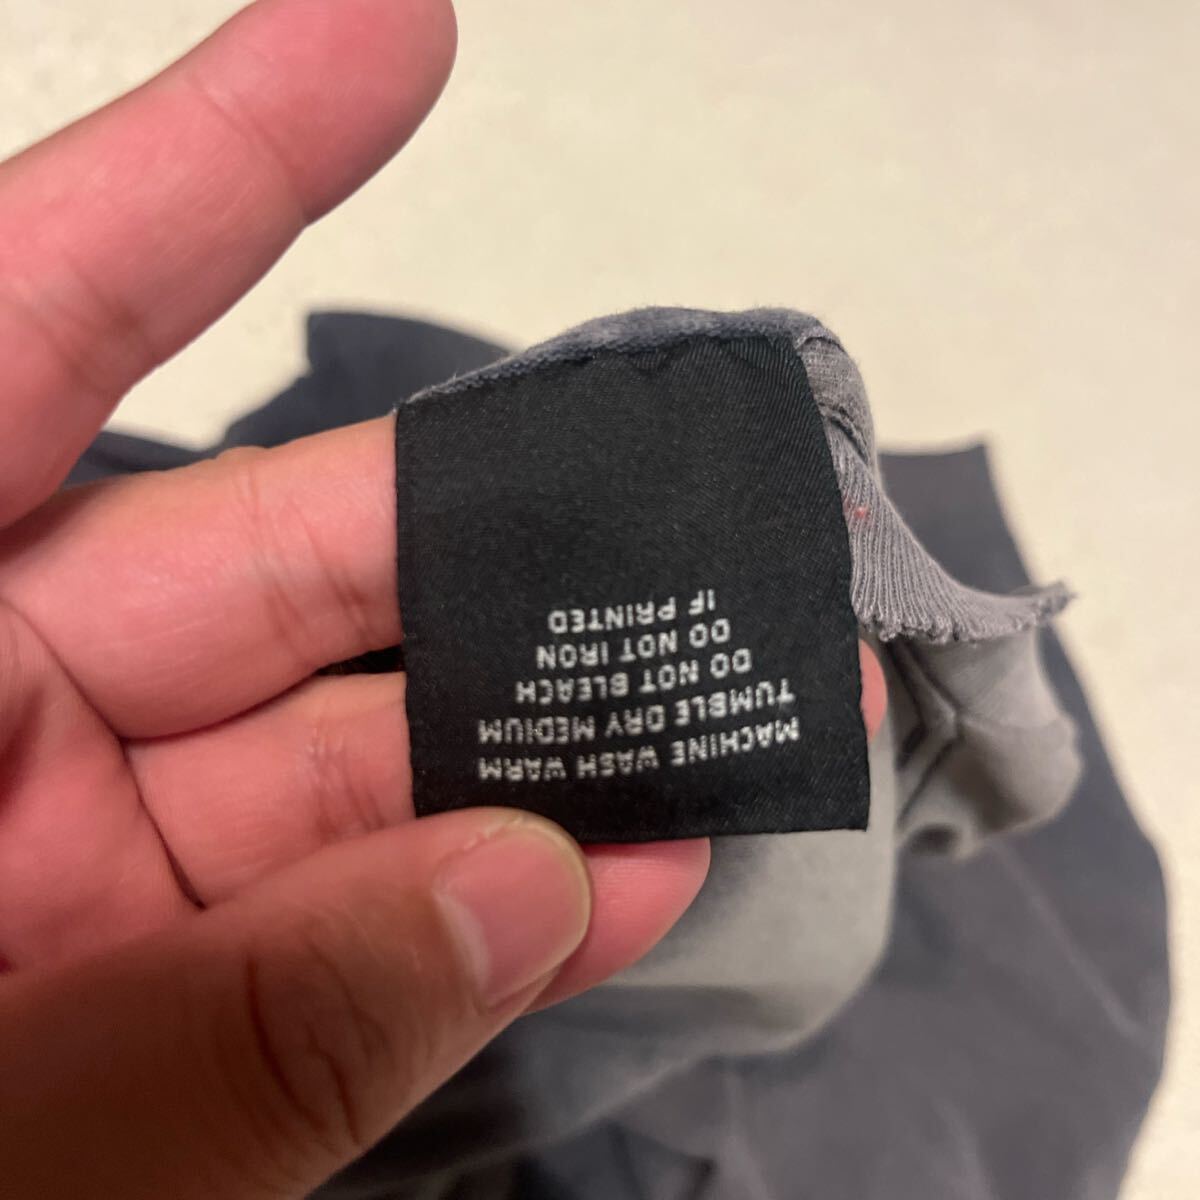 MACHINE WASH WARM
TUMBLE DRY MEDIUM
DO NOT BLEACH
DO NOT IRON
IF PRINTED